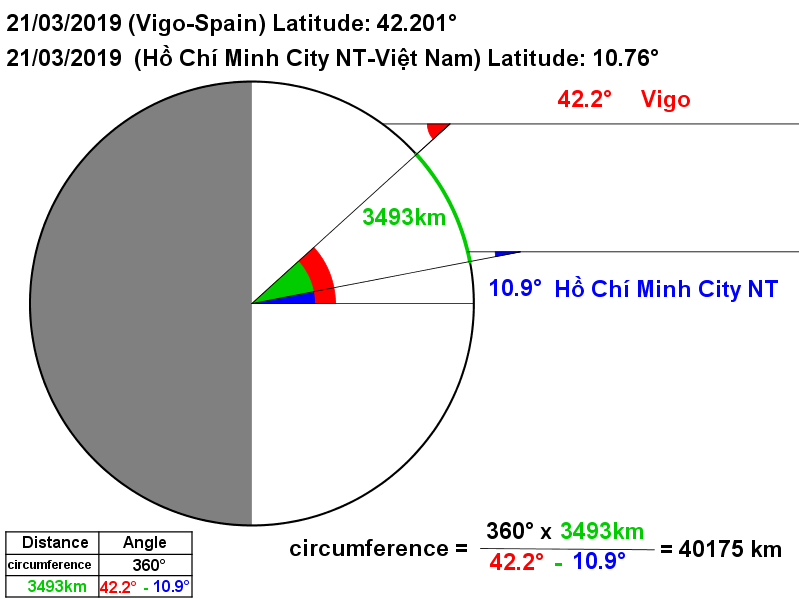 21/03/2019 (Vigo-Spain) Latitude: 42.201°
21/03/2019 (Hồ Chí Minh City NT-Việt Nam) Latitude: 10.76°
42.2° Vigo
3493km
10.9° Hồ Chí Minh City NT
circumference = 360° x 3493km
42.2° - 10.9° = 40175 km
Distance Angle
circumference 360°
3493km 42.2° - 10.9°